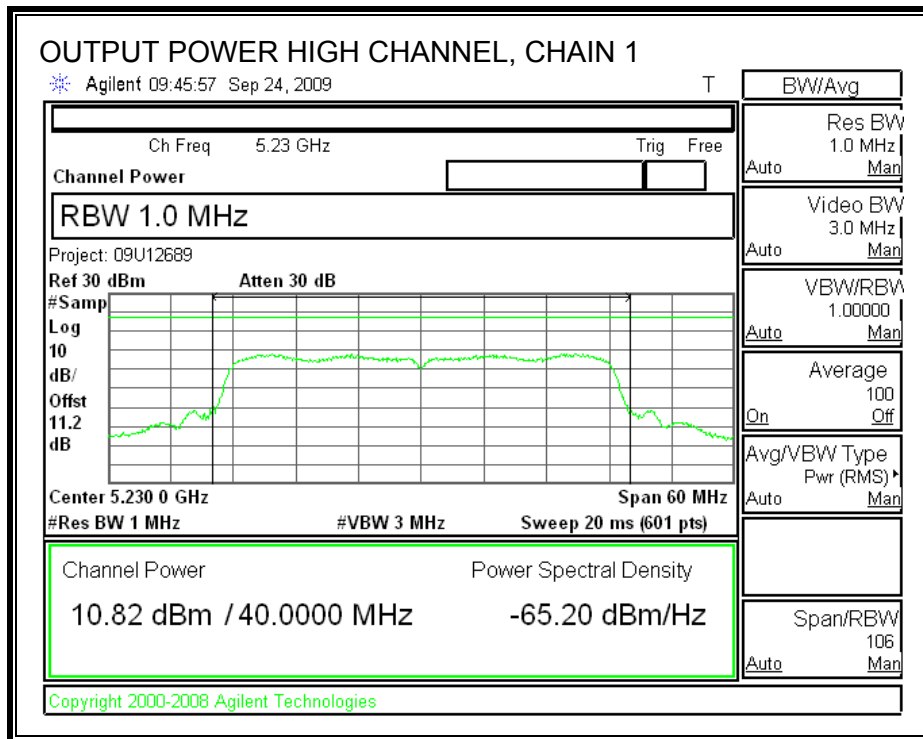 OUTPUT POWER HIGH CHANNEL, CHAIN 1
Agilent 09:45:57 Sep 24, 2009 T
Ch Freq 5.23 GHz Trig Free
Channel Power
RBW 1.0 MHz
Project: 09U12689
Ref 30 dBm Atten 30 dB
#Samp
Log
10
dB/
Offst
11.2
dB
Center 5.230 0 GHz Span 60 MHz
#Res BW 1 MHz #VBW 3 MHz Sweep 20 ms (601 pts)
Channel Power Power Spectral Density
10.82 dBm / 40.0000 MHz -65.20 dBm/Hz
Copyright 2000-2008 Agilent Technologies
BW/Avg
Res BW
1.0 MHz
Auto Man
Video BW
3.0 MHz
Auto Man
VBW/RBW
1.00000
Auto Man
Average
100
On Off
Avg/VBW Type
Pwr (RMS)
Auto Man
Span/RBW
106
Auto Man